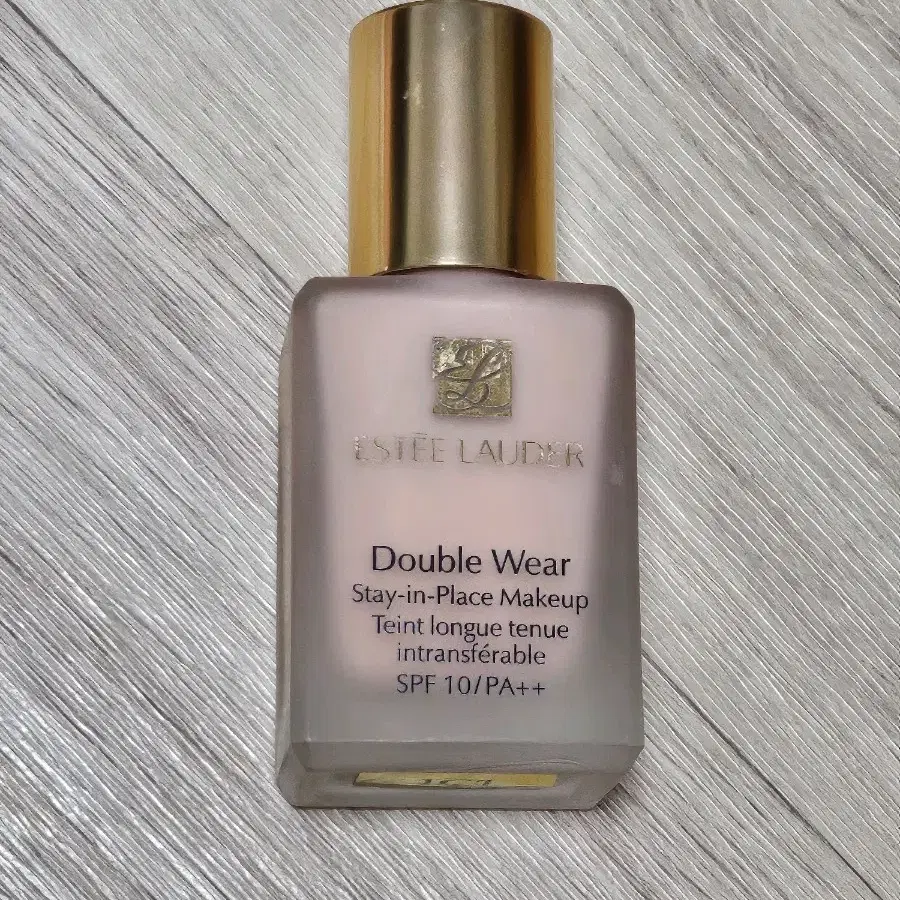 ESTĒE LAUDER
Double Wear
Stay-in-Place Makeup
Teint longue tenue
intransférable
SPF 10/PA++